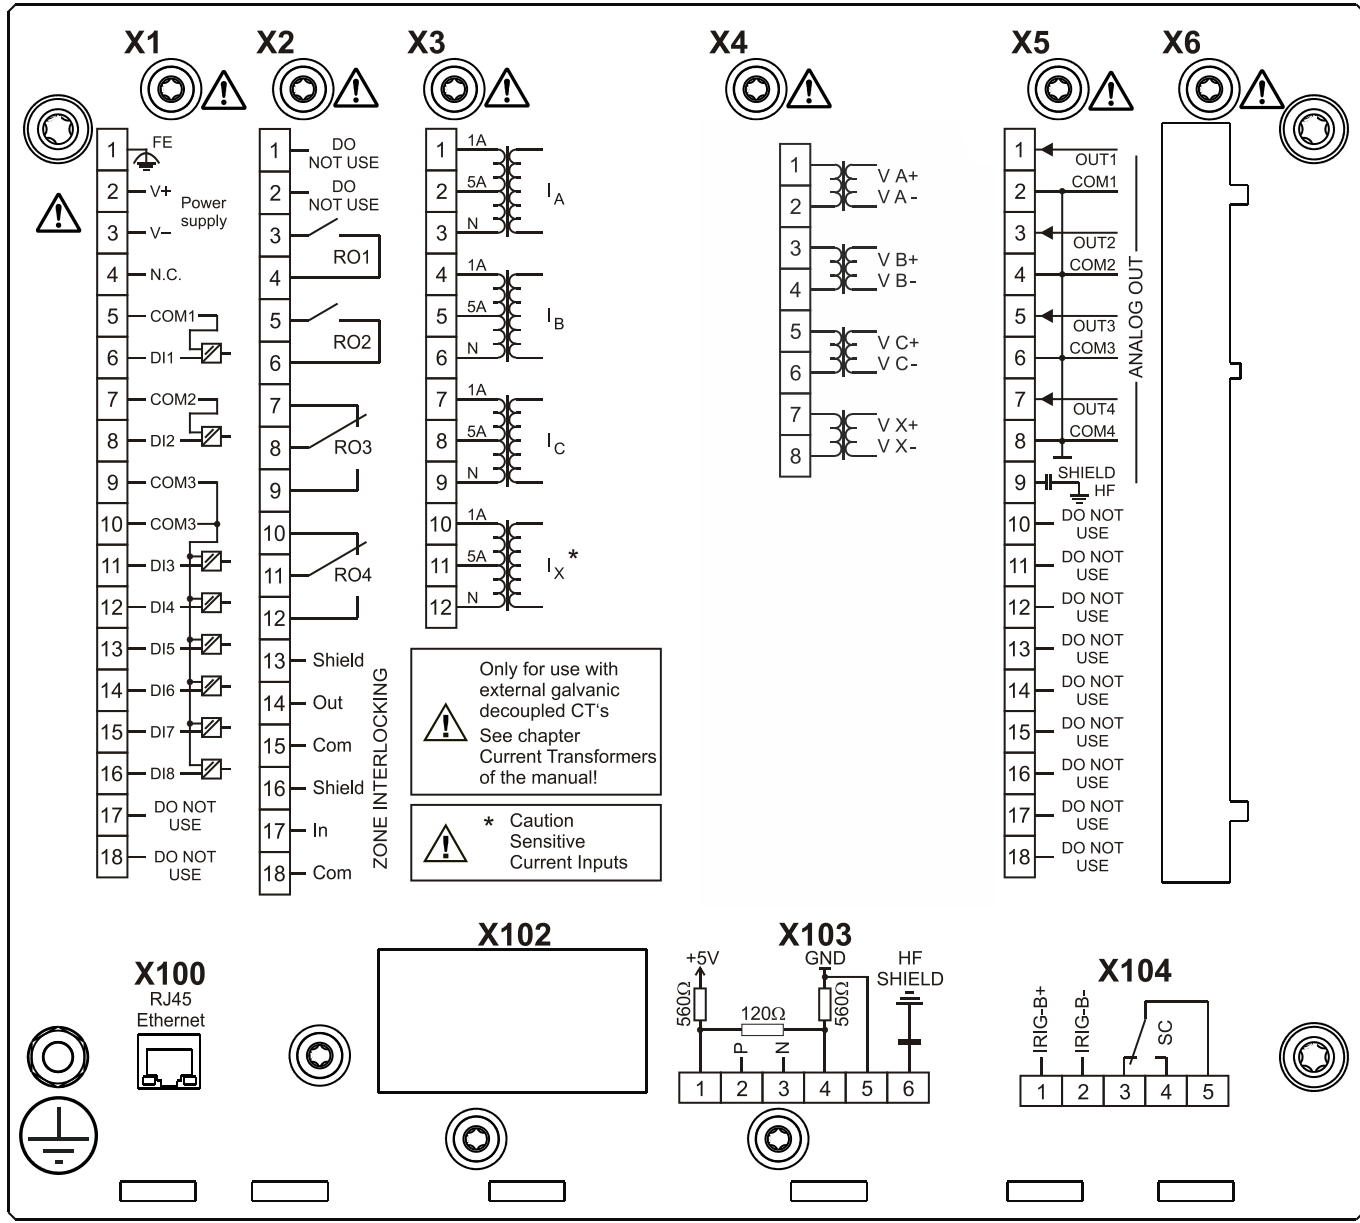 X1 X2 X3 X4 X5 X6
1 FE
2 V+
3 V–
Power
supply
4 N.C.
5 COM1
6 DI1
7 COM2
8 DI2
9 COM3
10 COM3
11 DI3
12 DI4
13 DI5
14 DI6
15 DI7
16 DI8
17 DO NOT
USE
18 DO NOT
USE
1 DO
NOT USE
2 DO
NOT USE
3
RO1
4
5
RO2
6
7
8 RO3
9
10
11 RO4
12
13 Shield
14 Out
15 Com
16 Shield
17 In
18 Com
ZONE INTERLOCKING
1 1A
2 5A IA
3 N
4 1A
5 5A IB
6 N
7 1A
8 5A IC
9 N
10 1A
11 5A IX *
12 N
Only for use with
external galvanic
decoupled CT's
See chapter
Current Transformers
of the manual!
* Caution
Sensitive
Current Inputs
1 V A+
2 V A-
3 V B+
4 V B-
5 V C+
6 V C-
7 V X+
8 V X-
1 OUT1
2 COM1
3 OUT2
4 COM2
5 OUT3
6 COM3
7 OUT4
8 COM4
9 SHIELD
HF
ANALOG OUT
10 DO NOT
USE
11 DO NOT
USE
12 DO NOT
USE
13 DO NOT
USE
14 DO NOT
USE
15 DO NOT
USE
16 DO NOT
USE
17 DO NOT
USE
18 DO NOT
USE
X100
RJ45
Ethernet
X102
X103
+5V GND HF
SHIELD
560Ω 120Ω 560Ω
P N
1 2 3 4 5 6
X104
IRIG-B+ IRIG-B- SC
1 2 3 4 5